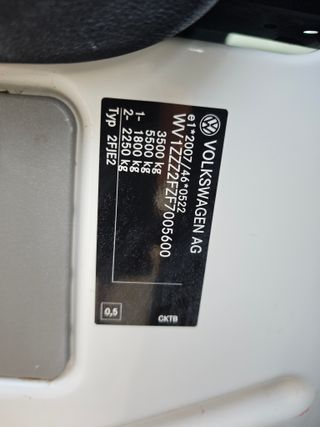 VOLKSWAGEN AG
e1*2007/46*0522
WV1ZZZ2FZF7005600
3500 kg
5500 kg
1- 1800 kg
2- 2250 kg
Typ 2FJE2
0,5
CKTB